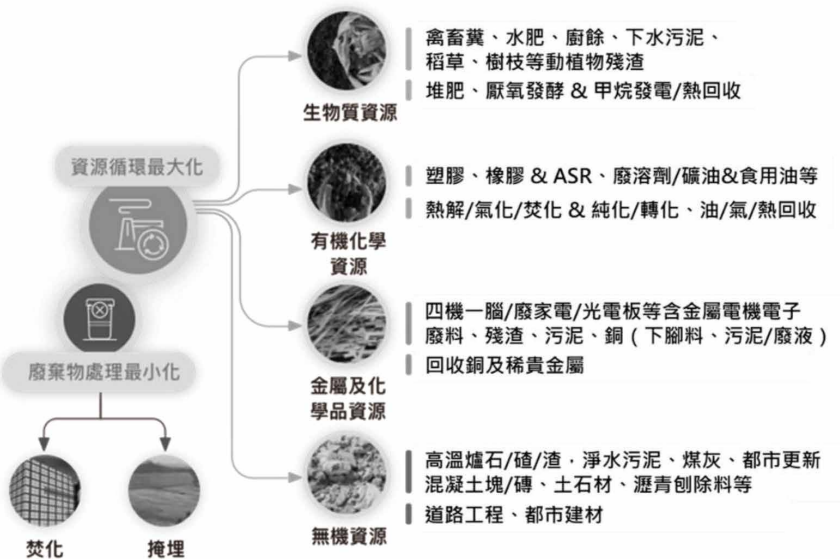 資源循環最大化
廢棄物處理最小化
焚化
掩埋
生物質資源
禽畜糞、水肥、廚餘、下水污泥、
稻草、樹枝等動植物殘渣
堆肥、厭氧發酵 & 甲烷發電/熱回收
有機化學
資源
塑膠、橡膠 & ASR、廢溶劑/礦油&食用油等
熱解/氣化/焚化 & 純化/轉化、油/氣/熱回收
金屬及化
學品資源
四機一腦/廢家電/光電板等含金屬電機電子
廢料、殘渣、污泥、銅（下腳料、污泥/廢液）
回收銅及稀貴金屬
無機資源
高溫爐石/碴/渣，淨水污泥、煤灰、都市更新
混凝土塊/磚、土石材、瀝青刨除料等
道路工程、都市建材